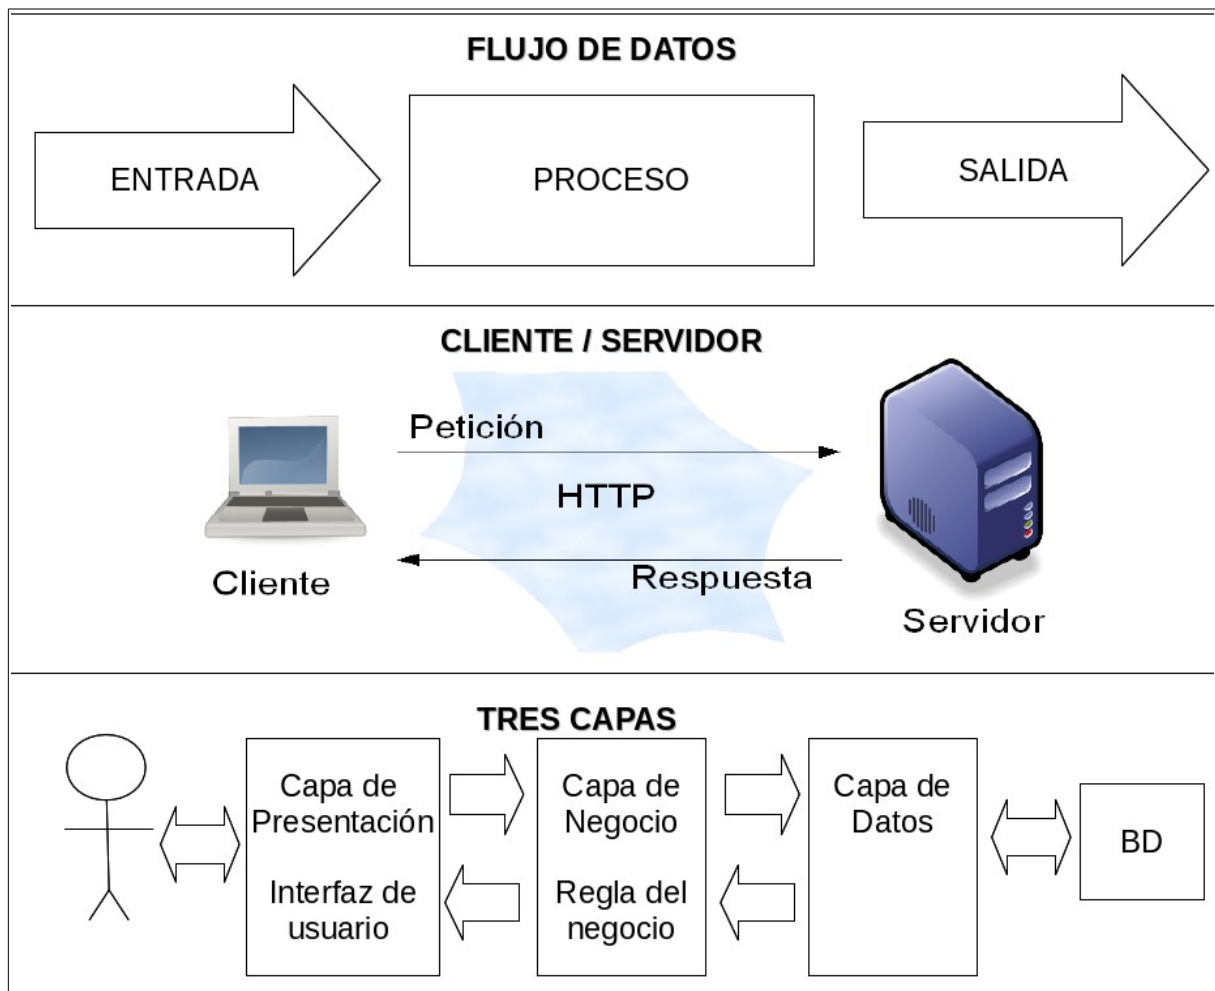 FLUJO DE DATOS
ENTRADA
PROCESO
SALIDA
CLIENTE / SERVIDOR
Petición
HTTP
Respuesta
Cliente
Servidor
TRES CAPAS
Capa de
Presentación
Interfaz de
usuario
Capa de
Negocio
Regla del
negocio
Capa de
Datos
BD